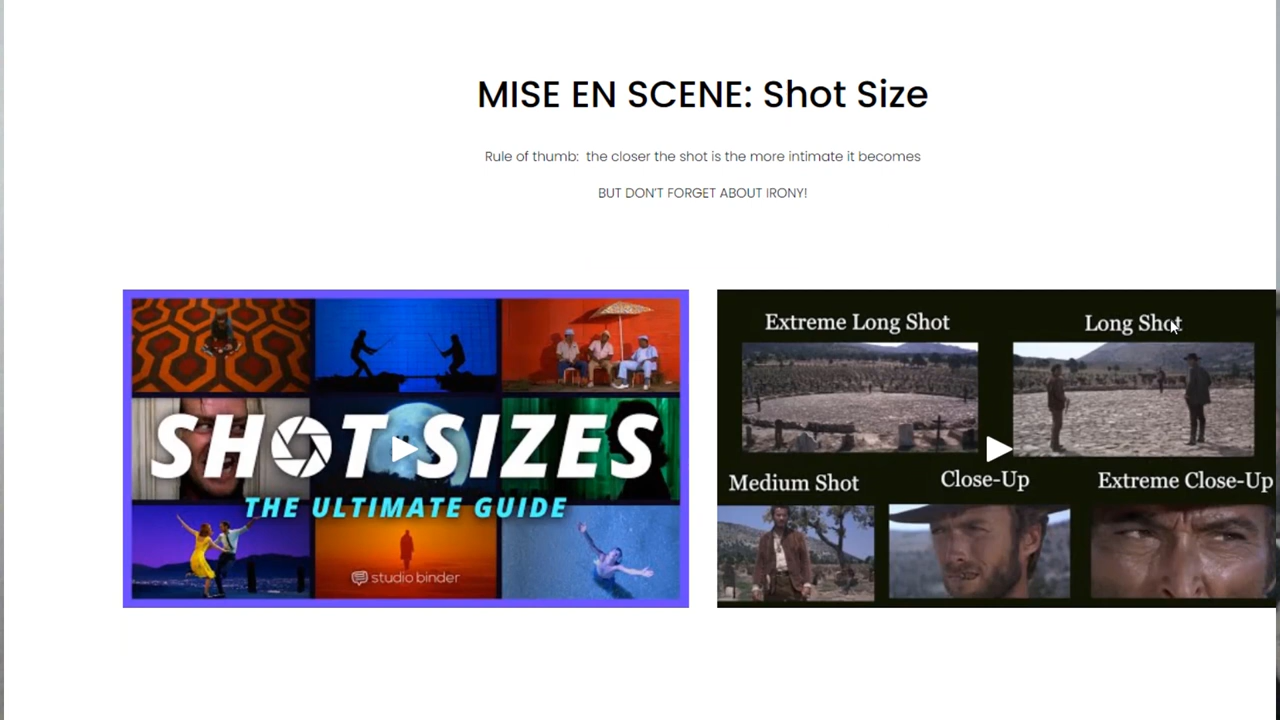 MISE EN SCENE: Shot Size
Rule of thumb: the closer the shot is the more intimate it becomes
BUT DON'T FORGET ABOUT IRONY!
SHOT SIZES
THE ULTIMATE GUIDE
studiobinder
Extreme Long Shot
Long Shot
Medium Shot
Close-Up
Extreme Close-Up